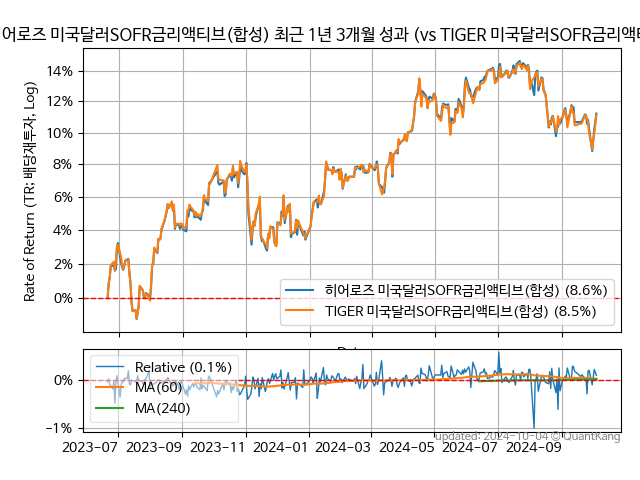 어로즈 미국달러SOFR금리액티브(합성) 최근 1년 3개월 성과 (vs TIGER 미국달러SOFR금리액티
Rate of Return (TR: 배당재투자, Log)
14%
12%
10%
8%
6%
4%
2%
0%
히어로즈 미국달러SOFR금리액티브(합성) (8.6%)
TIGER 미국달러SOFR금리액티브(합성) (8.5%)
0%
-1%
Relative (0.1%)
MA(60)
MA(240)
2023-07 2023-09 2023-11 2024-01 2024-03 2024-05 2024-07 2024-09
updated: 2024-10-04 © QuantKang